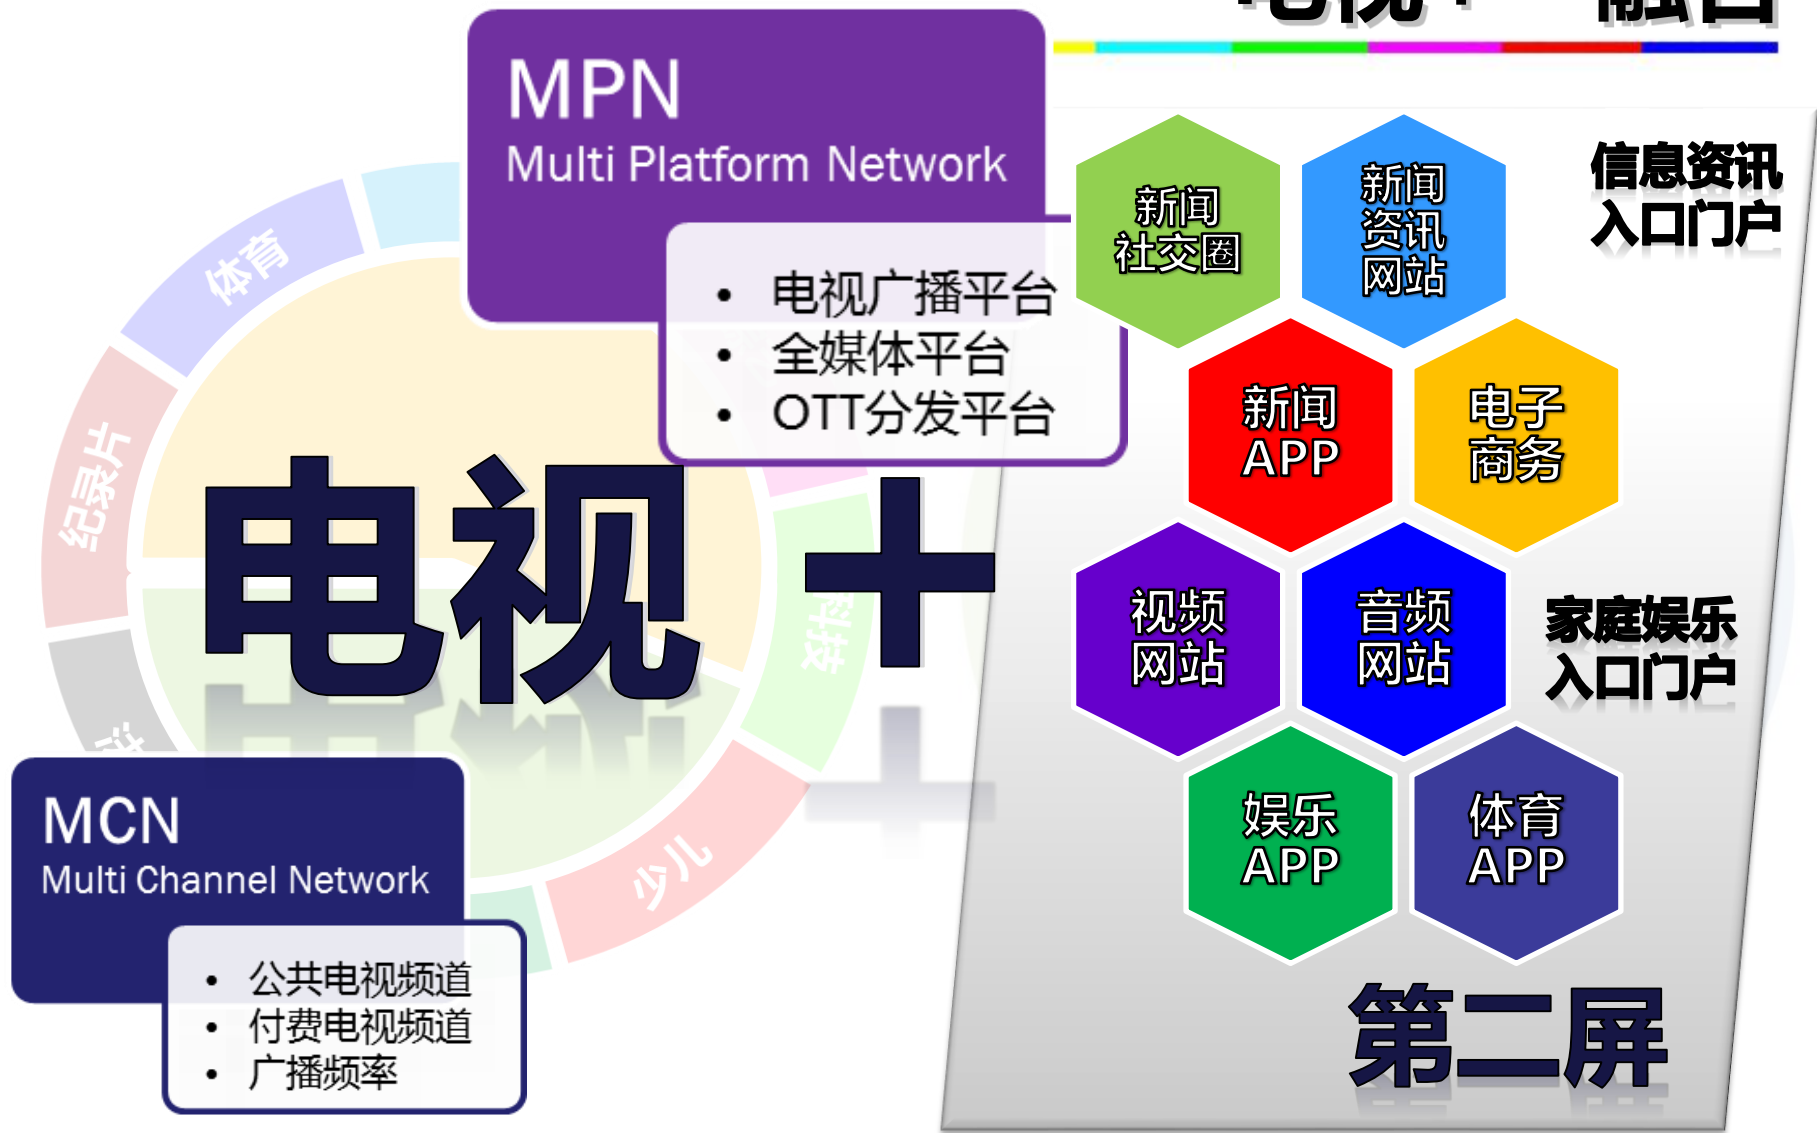 电视+ 融合
MPN
Multi Platform Network
• 电视广播平台
• 全媒体平台
• OTT分发平台
体育
纪录片
电视+
少儿
MCN
Multi Channel Network
• 公共电视频道
• 付费电视频道
• 广播频率
新闻
社交圈
新闻
资讯
网站
信息资讯
入口门户
新闻
APP
电子
商务
视频
网站
音频
网站
家庭娱乐
入口门户
娱乐
APP
体育
APP
第二屏